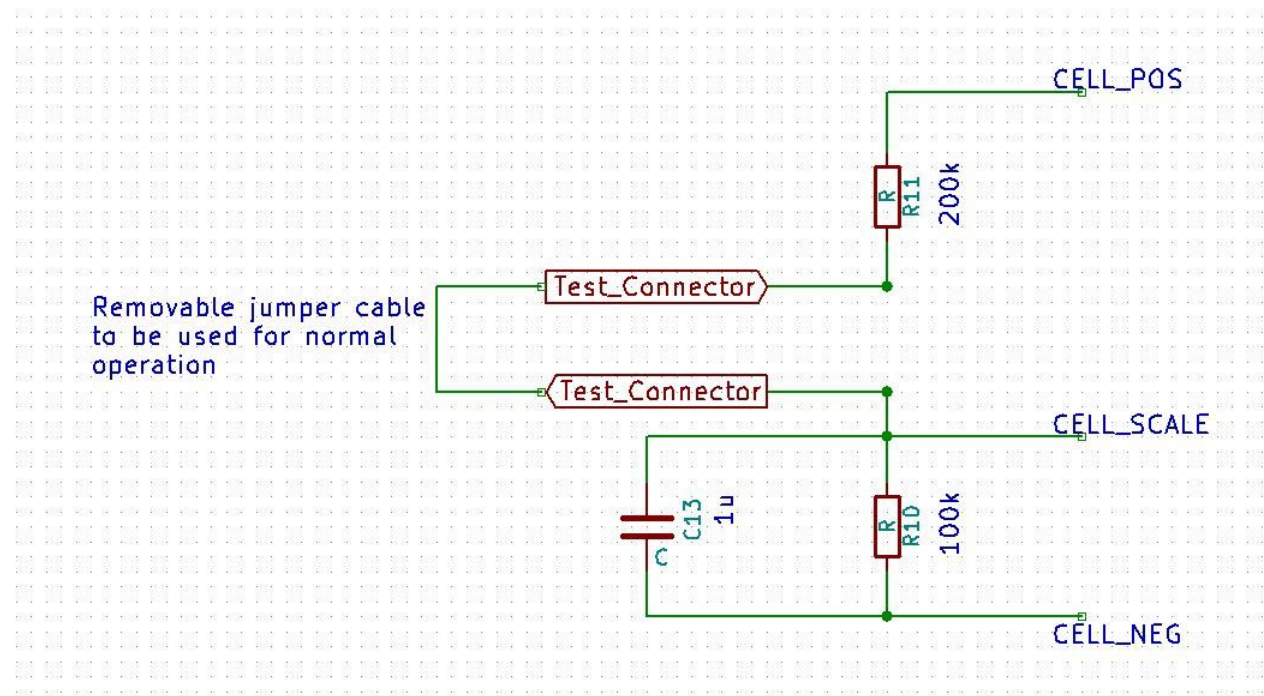 CELL_POS
R
R11
200k
Test_Connector
Removable jumper cable
to be used for normal
operation
Test_Connector
CELL_SCALE
C13
1u
C
R
R10
100k
CELL_NEG